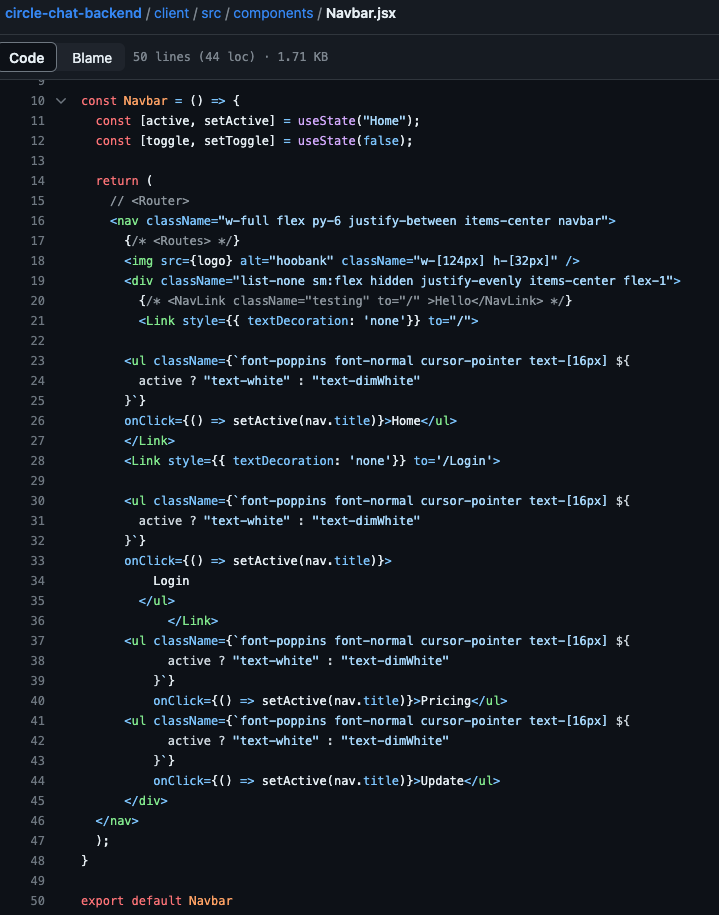 circle-chat-backend / client / src / components / Navbar.jsx
Code Blame 50 lines (44 loc) · 1.71 KB
9
10 const Navbar = () => {
11 const [active, setActive] = useState("Home");
12 const [toggle, setToggle] = useState(false);
13
14 return (
15 // <Router>
16 <nav className="w-full flex py-6 justify-between items-center navbar">
17 {/* <Routes> */}
18 <img src={logo} alt="hoobank" className="w-[124px] h-[32px]" />
19 <div className="list-none sm:flex hidden justify-evenly items-center flex-1">
20 {/* <NavLink className="testing" to="/" >Hello</NavLink> */}
21 <Link style={{ textDecoration: 'none'}} to="/">
22
23 <ul className={`font-poppins font-normal cursor-pointer text-[16px] ${
24 active ? "text-white" : "text-dimWhite"
25 }`}
26 onClick={() => setActive(nav.title)}>Home</ul>
27 </Link>
28 <Link style={{ textDecoration: 'none'}} to='/Login'>
29
30 <ul className={`font-poppins font-normal cursor-pointer text-[16px] ${
31 active ? "text-white" : "text-dimWhite"
32 }`}
33 onClick={() => setActive(nav.title)}>
34 Login
35 </ul>
36 </Link>
37 <ul className={`font-poppins font-normal cursor-pointer text-[16px] ${
38 active ? "text-white" : "text-dimWhite"
39 }`}
40 onClick={() => setActive(nav.title)}>Pricing</ul>
41 <ul className={`font-poppins font-normal cursor-pointer text-[16px] ${
42 active ? "text-white" : "text-dimWhite"
43 }`}
44 onClick={() => setActive(nav.title)}>Update</ul>
45 </div>
46 </nav>
47 );
48 }
49
50 export default Navbar